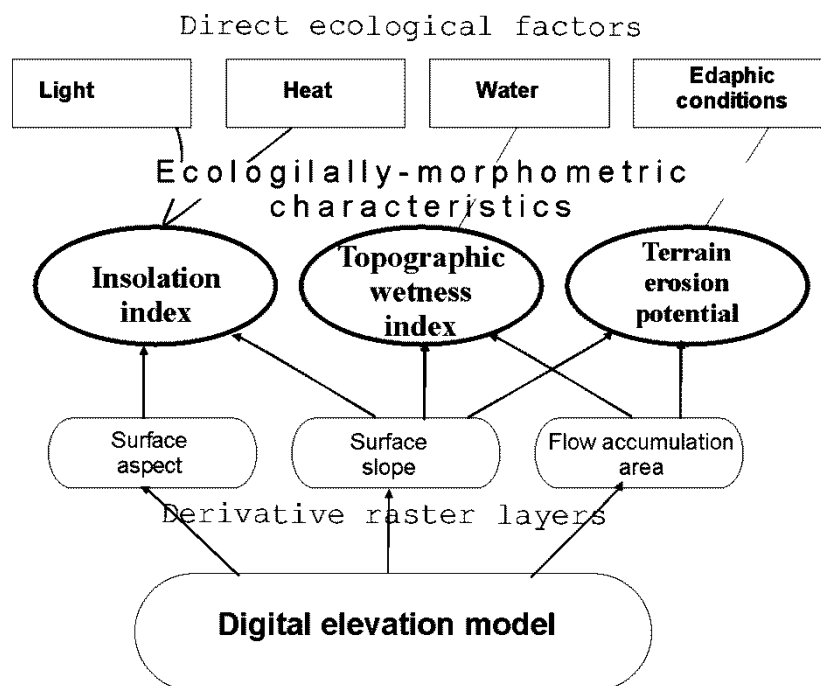 Direct ecological factors
Light
Heat
Water
Edaphic
conditions
Ecologilally-morphometric
characteristics
Insolation
index
Topographic
wetness
index
Terrain
erosion
potential
Surface
aspect
Surface
slope
Flow accumulation
area
Derivative raster layers
Digital elevation model